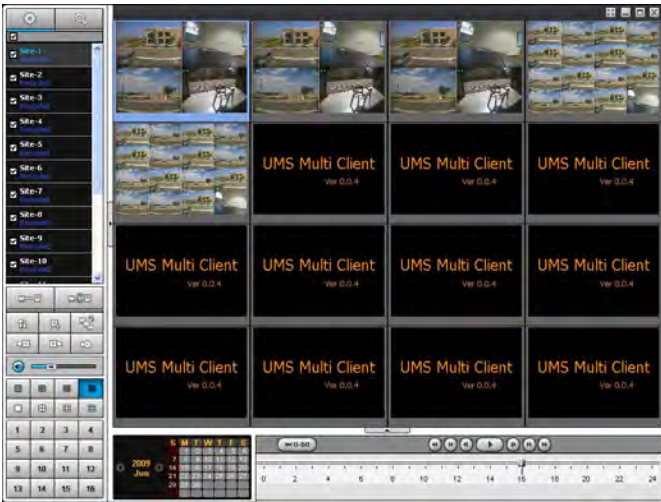 Site-1
Site-2
Site-3
Site-4
Site-5
Site-6
Site-7
Site-8
Site-9
Site-10
1 2 3 4
5 6 7 8
9 10 11 12
13 14 15 16
UMS Multi Client
Ver 0.0.4
UMS Multi Client
Ver 0.0.4
UMS Multi Client
Ver 0.0.4
UMS Multi Client
Ver 0.0.4
UMS Multi Client
Ver 0.0.4
UMS Multi Client
Ver 0.0.4
UMS Multi Client
Ver 0.0.4
UMS Multi Client
Ver 0.0.4
UMS Multi Client
Ver 0.0.4
UMS Multi Client
Ver 0.0.4
UMS Multi Client
Ver 0.0.4
2009
Jun
S M T W T F S
7
14
21
28
0-60
0 2 4 6 8 10 12 14 16 18 20 22 24